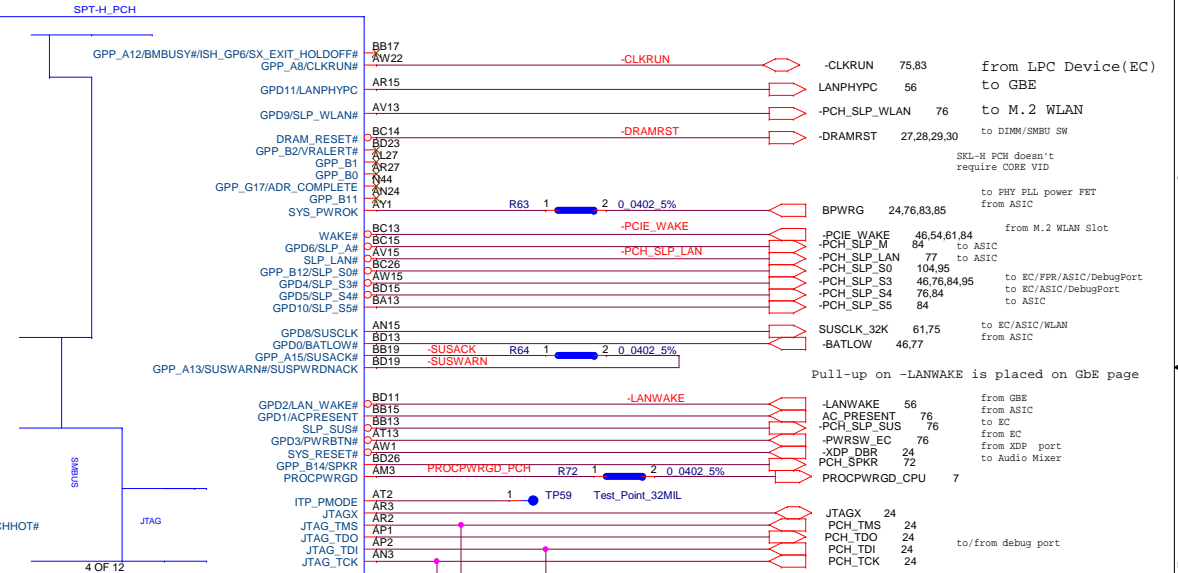 SPT-H_PCH
GPP_A12/BMBUSY#/ISH_GP6/SX_EXIT_HOLDOFF# BB17
GPP_A8/CLKRUN# AW22 -CLKRUN -CLKRUN 75,83 from LPC Device(EC)
GPD11/LANPHYPC AR15 LANPHYPC 56 to GBE
GPD9/SLP_WLAN# AV13 -PCH_SLP_WLAN 76 to M.2 WLAN
DRAM_RESET# BC14 -DRAMRST -DRAMRST 27,28,29,30 to DIMM/SMBU SW
GPP_B2/VRALERT# BD23
GPP_B1 AL27 SKL-H PCH doesn't
GPP_B0 AR27 require CORE VID
GPP_G17/ADR_COMPLETE N44
GPP_B11 AN24 to PHY PLL power FET
SYS_PWROK AY1 R63 1 2 0_0402_5% BPWRG 24,76,83,85 from ASIC
WAKE# BC13 -PCIE_WAKE -PCIE_WAKE 46,54,61,84 from M.2 WLAN Slot
GPD6/SLP_A# BC15 -PCH_SLP_M 84 to ASIC
SLP_LAN# AV15 -PCH_SLP_LAN -PCH_SLP_LAN 77 to ASIC
GPP_B12/SLP_S0# BC26 -PCH_SLP_S0 104,95
GPD4/SLP_S3# AW15 -PCH_SLP_S3 46,76,84,95 to EC/FPR/ASIC/DebugPort
GPD5/SLP_S4# BD15 -PCH_SLP_S4 76,84 to EC/ASIC/DebugPort
GPD10/SLP_S5# BA13 -PCH_SLP_S5 84 to ASIC
GPD8/SUSCLK AN15 SUSCLK_32K 61,75 to EC/ASIC/WLAN
GPD0/BATLOW# BD13 -BATLOW 46,77 from ASIC
GPP_A15/SUSACK# BB19 -SUSACK R64 1 2 0_0402_5%
GPP_A13/SUSWARN#/SUSPWRDNACK BD19 -SUSWARN
Pull-up on -LANWAKE is placed on GbE page
GPD2/LAN_WAKE# BD11 -LANWAKE -LANWAKE 56 from GBE
GPD1/ACPRESENT BB15 AC_PRESENT 76 from ASIC
SLP_SUS# BB13 -PCH_SLP_SUS 76 to EC
GPD3/PWRBTN# AT13 -PWRSW_EC 76 from EC
SYS_RESET# AW1 -XDP_DBR 24 from XDP port
GPP_B14/SPKR BD26 PCH_SPKR 72 to Audio Mixer
PROCPWRGD AM3 PROCPWRGD_PCH R72 1 2 0_0402_5% PROCPWRGD_CPU 7
SMBUS
ITP_PMODE AT2 1 TP59 Test_Point_32MIL
JTAGX AR3 JTAGX 24
CHHOT# JTAG JTAG_TMS AR2 PCH_TMS 24
JTAG_TDO AP1 PCH_TDO 24 to/from debug port
JTAG_TDI AP2 PCH_TDI 24
JTAG_TCK AN3 PCH_TCK 24
4 OF 12